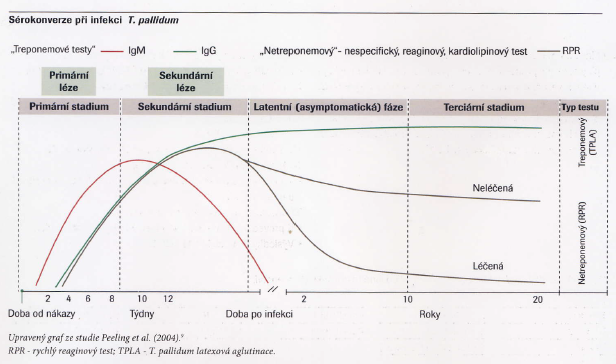 Sérokonverze při infekci T. pallidum
„Treponemové testy" IgM IgG „Netreponemový"- nespecifický, reaginový, kardiolipinový test RPR
Primární
léze
Sekundární
léze
Primární stadium Sekundární stadium Latentní (asymptomatická) fáze Terciární stadium Typ testu
Treponemový
(TPLA)
Neléčená
Netreponemový (RPR)
Léčená
2 4 6 8 10 12 2 10 20
Doba od nákazy Týdny Doba po infekci Roky
Upravený graf ze studie Peeling et al. (2004).⁹
RPR - rychlý reaginový test; TPLA - T. pallidum latexová aglutinace.